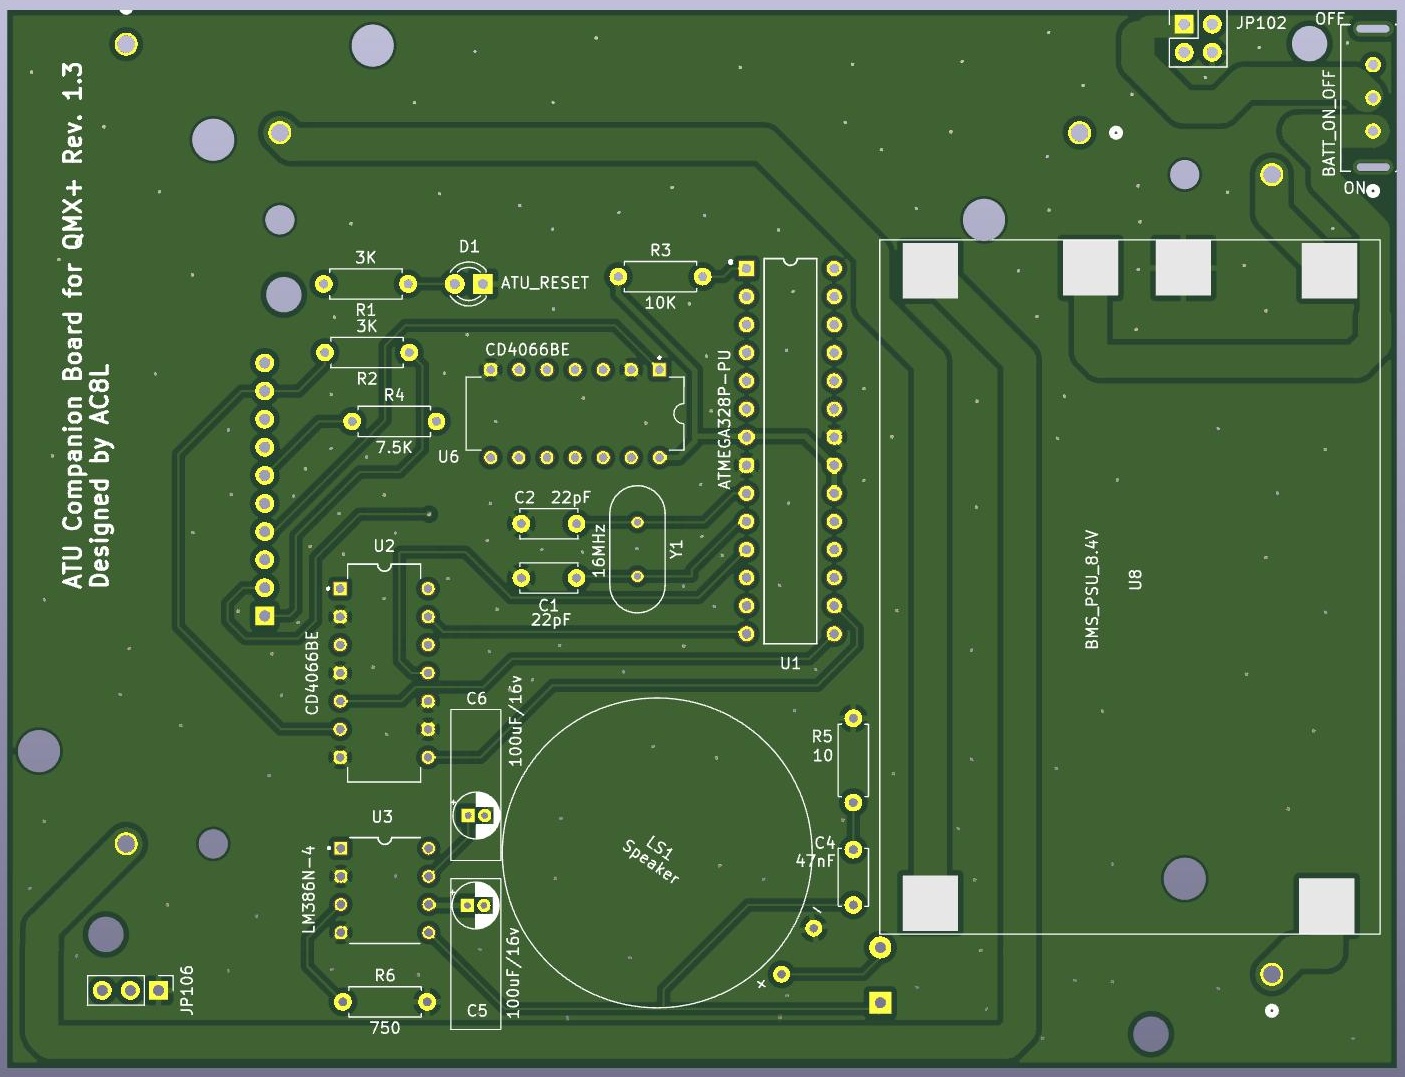 ATU Companion Board for QMX+ Rev. 1.3
Designed by AC8L
JP102
OFF
BATT_ON_OFF
ON
3K
R1
3K
R2
D1
ATU_RESET
R3
10K
R4
7.5K
CD4066BE
U6
ATMEGA328P-PU
U1
C2
22pF
16MHz
Y1
C1
22pF
U2
CD4066BE
C6
100uF/16v
BMS_PSU_8.4V
U8
R5
10
C4
47nF
LS1
Speaker
-
+
U3
LM386N-4
+
+
C5
100uF/16v
R6
750
JP106